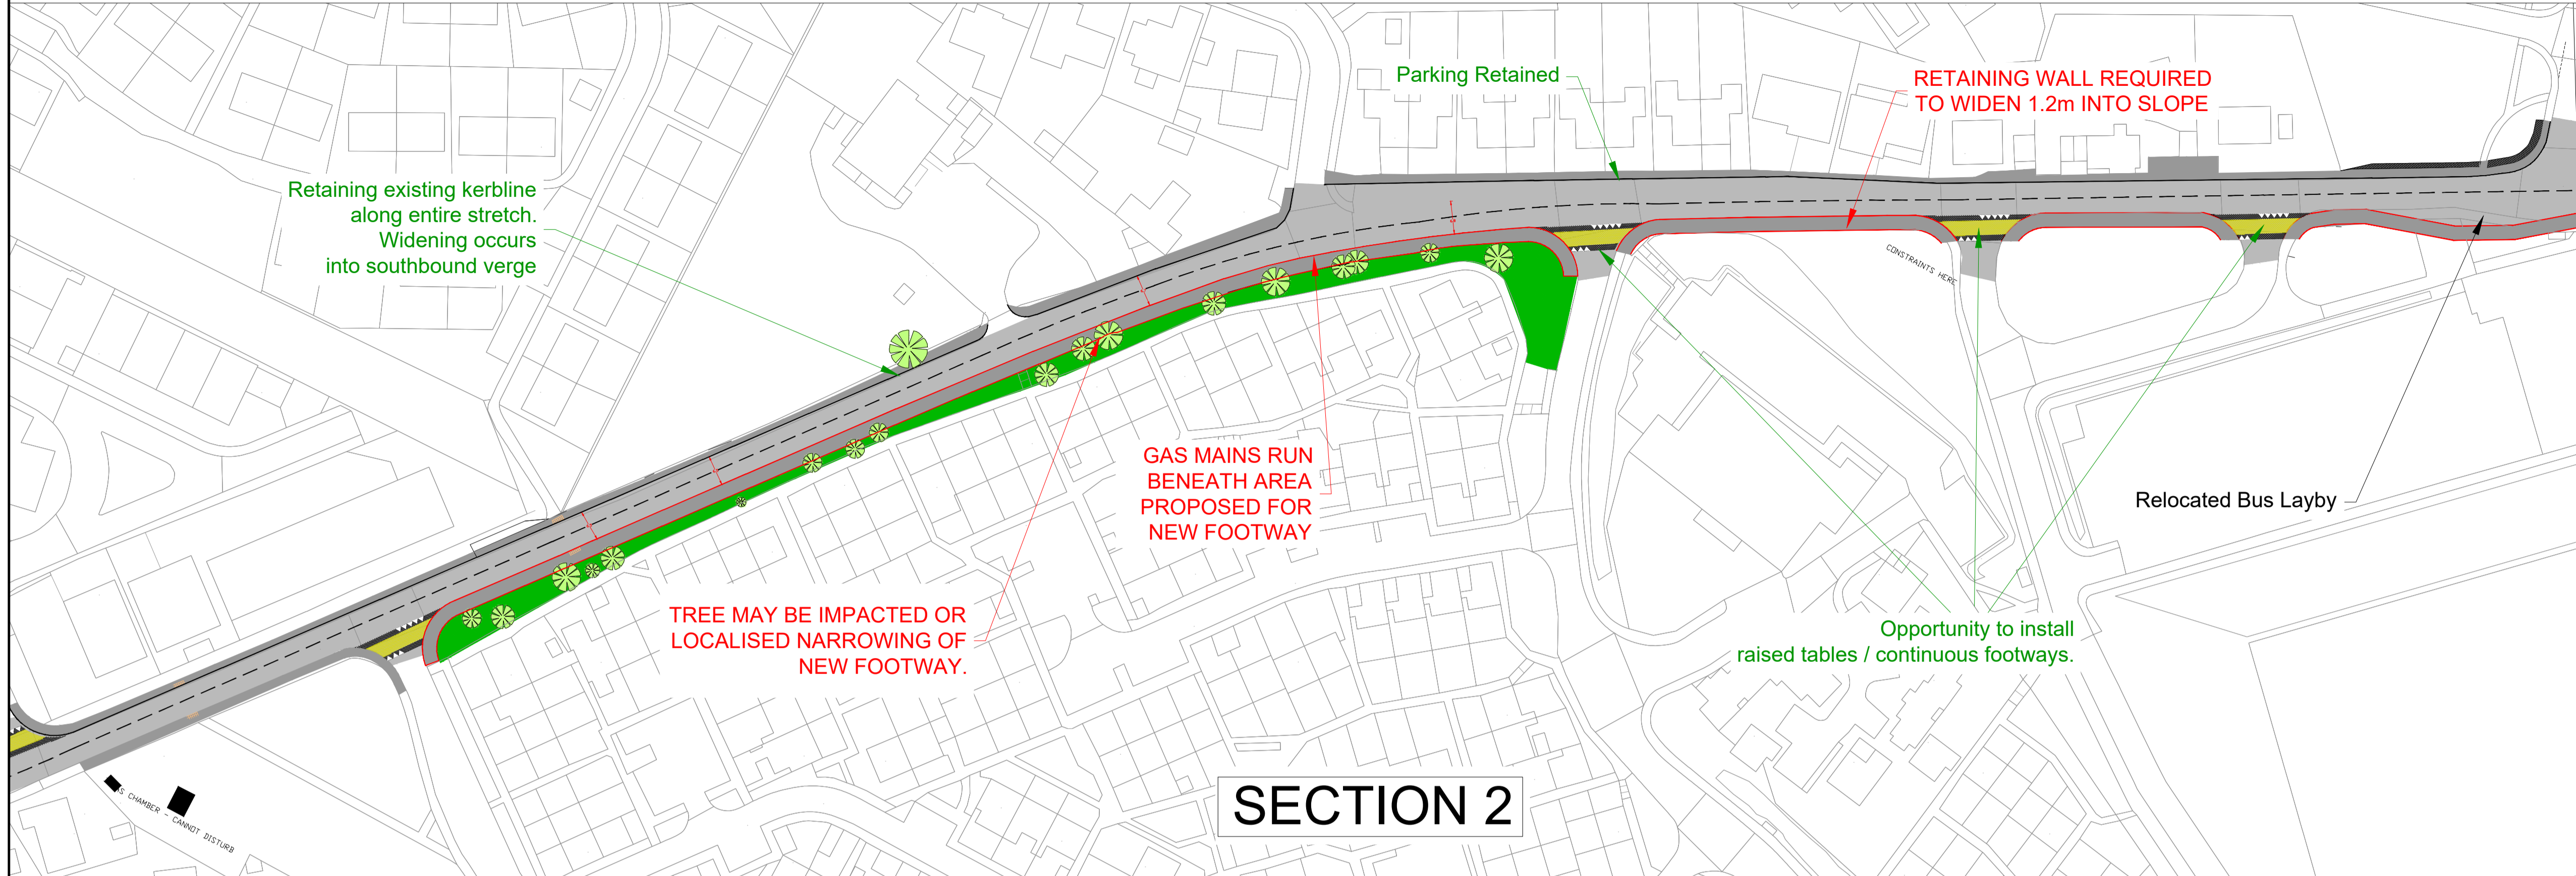 Parking Retained
RETAINING WALL REQUIRED
TO WIDEN 1.2m INTO SLOPE
Retaining existing kerbline
along entire stretch.
Widening occurs
into southbound verge
CONSTRAINTS HERE
GAS MAINS RUN
BENEATH AREA
PROPOSED FOR
NEW FOOTWAY
Relocated Bus Layby
TREE MAY BE IMPACTED OR
LOCALISED NARROWING OF
NEW FOOTWAY.
Opportunity to install
raised tables / continuous footways.
CHAMBER - CANNOT DISTURB
SECTION 2